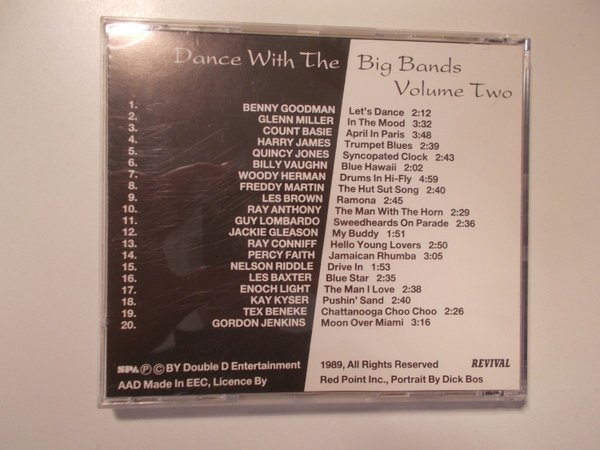 Dance With The Big Bands
Volume Two
1. BENNY GOODMAN Let's Dance 2:12
2. GLENN MILLER In The Mood 3:32
3. COUNT BASIE April In Paris 3:48
4. HARRY JAMES Trumpet Blues 2:39
5. QUINCY JONES Syncopated Clock 2:43
6. BILLY VAUGHN Blue Hawaii 2:02
7. WOODY HERMAN Drums In Hi-Fly 4:59
8. FREDDY MARTIN The Hut Sut Song 2:40
9. LES BROWN Ramona 2:45
10. RAY ANTHONY The Man With The Horn 2:29
11. GUY LOMBARDO Sweedheards On Parade 2:36
12. JACKIE GLEASON My Buddy 1:51
13. RAY CONNIFF Hello Young Lovers 2:50
14. PERCY FAITH Jamaican Rhumba 3:05
15. NELSON RIDDLE Drive In 1:53
16. LES BAXTER Blue Star 2:35
17. ENOCH LIGHT The Man I Love 2:38
18. KAY KYSER Pushin' Sand 2:40
19. TEX BENEKE Chattanooga Choo Choo 2:26
20. GORDON JENKINS Moon Over Miami 3:16
SPA Ⓟ © BY Double D Entertainment 1989, All Rights Reserved REVIVAL
AAD Made In EEC, Licence By Red Point Inc., Portrait By Dick Bos